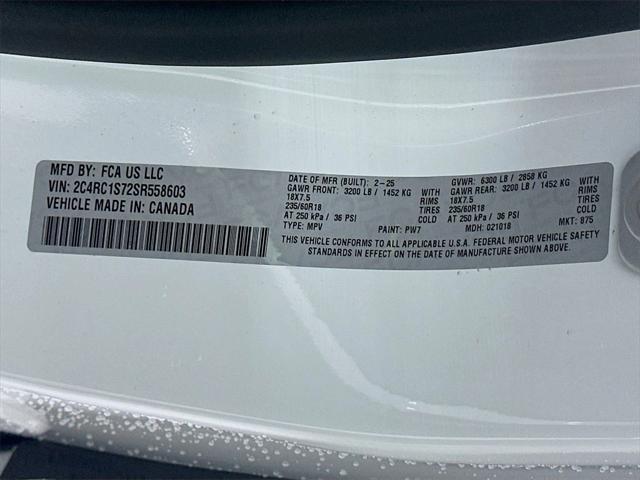 MFD BY: FCA US LLC
VIN: 2C4RC1S72SR558603
VEHICLE MADE IN: CANADA
DATE OF MFR (BUILT): 2-25 GVWR: 6300 LB / 2858 KG
GAWR FRONT: 3200 LB / 1452 KG WITH GAWR REAR: 3200 LB / 1452 KG WITH
18X7.5 RIMS 18X7.5 RIMS
235/60R18 TIRES 235/60R18 TIRES
AT 250 kPa / 36 PSI COLD AT 250 kPa / 36 PSI COLD
TYPE: MPV PAINT: PW7 MDH: 021018 MKT: 875
THIS VEHICLE CONFORMS TO ALL APPLICABLE U.S.A. FEDERAL MOTOR VEHICLE SAFETY
STANDARDS IN EFFECT ON THE DATE OF MANUFACTURE SHOWN ABOVE.